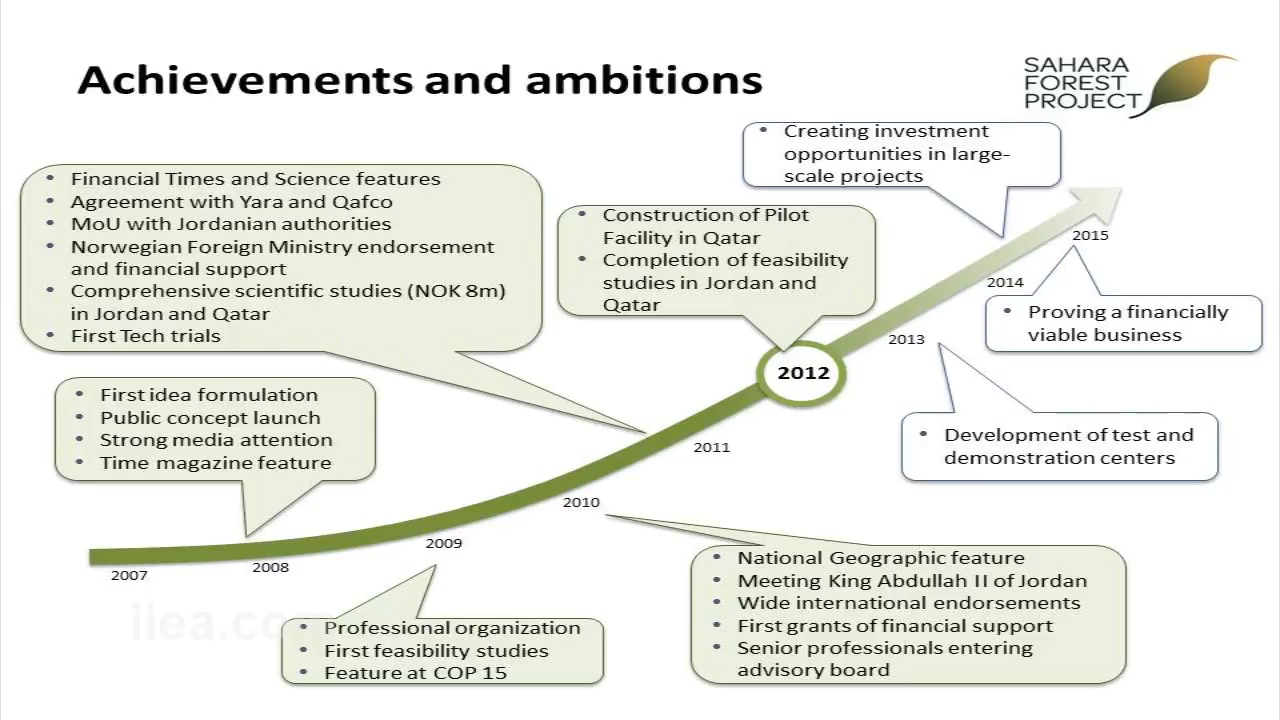 Achievements and ambitions
SAHARA
FOREST
PROJECT
• Creating investment
opportunities in large-
scale projects
• Financial Times and Science features
• Agreement with Yara and Qafco
• MoU with Jordanian authorities
• Norwegian Foreign Ministry endorsement
and financial support
• Comprehensive scientific studies (NOK 8m)
in Jordan and Qatar
• First Tech trials
• Construction of Pilot
Facility in Qatar
• Completion of feasibility
studies in Jordan and
Qatar
2015
2014
• Proving a financially
viable business
2013
2012
• First idea formulation
• Public concept launch
• Strong media attention
• Time magazine feature
• Development of test and
demonstration centers
2011
2010
2009
2008
2007
• National Geographic feature
• Meeting King Abdullah II of Jordan
• Wide international endorsements
• First grants of financial support
• Senior professionals entering
advisory board
iiea.com
• Professional organization
• First feasibility studies
• Feature at COP 15